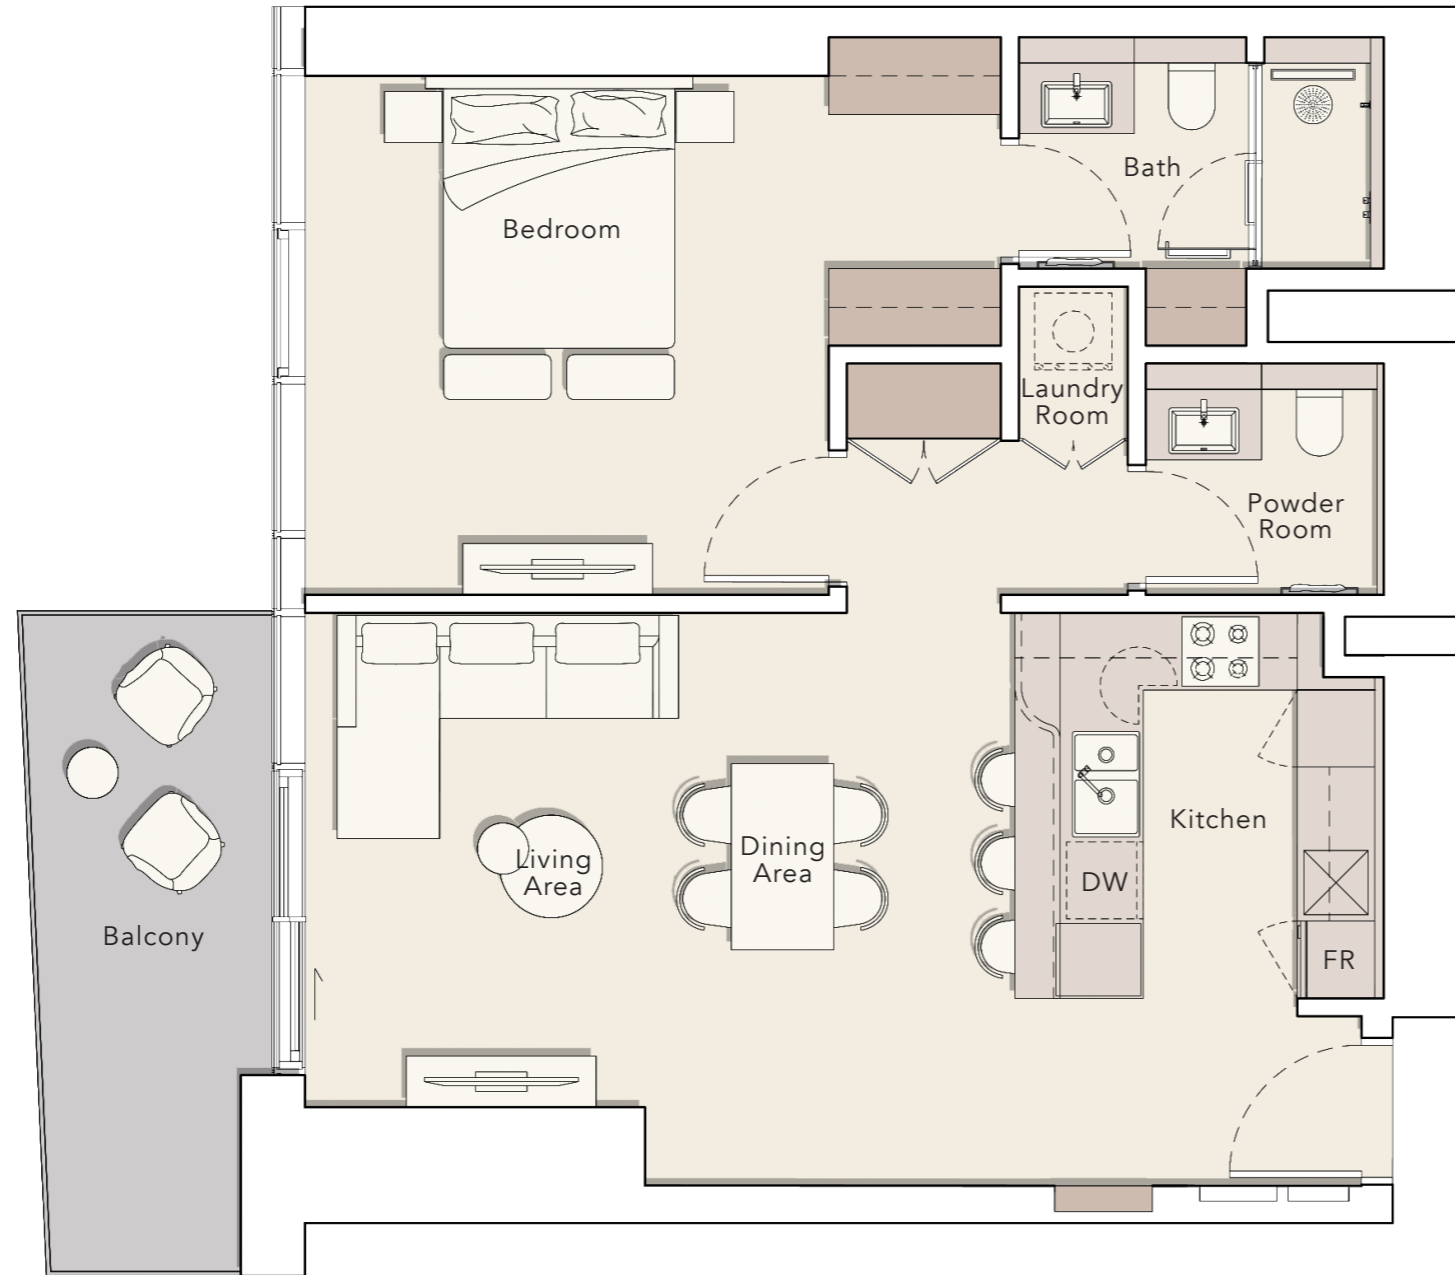 Bath
Bedroom
Laundry
Room
Powder
Room
Kitchen
Living
Area
Dining
Area
DW
Balcony
FR